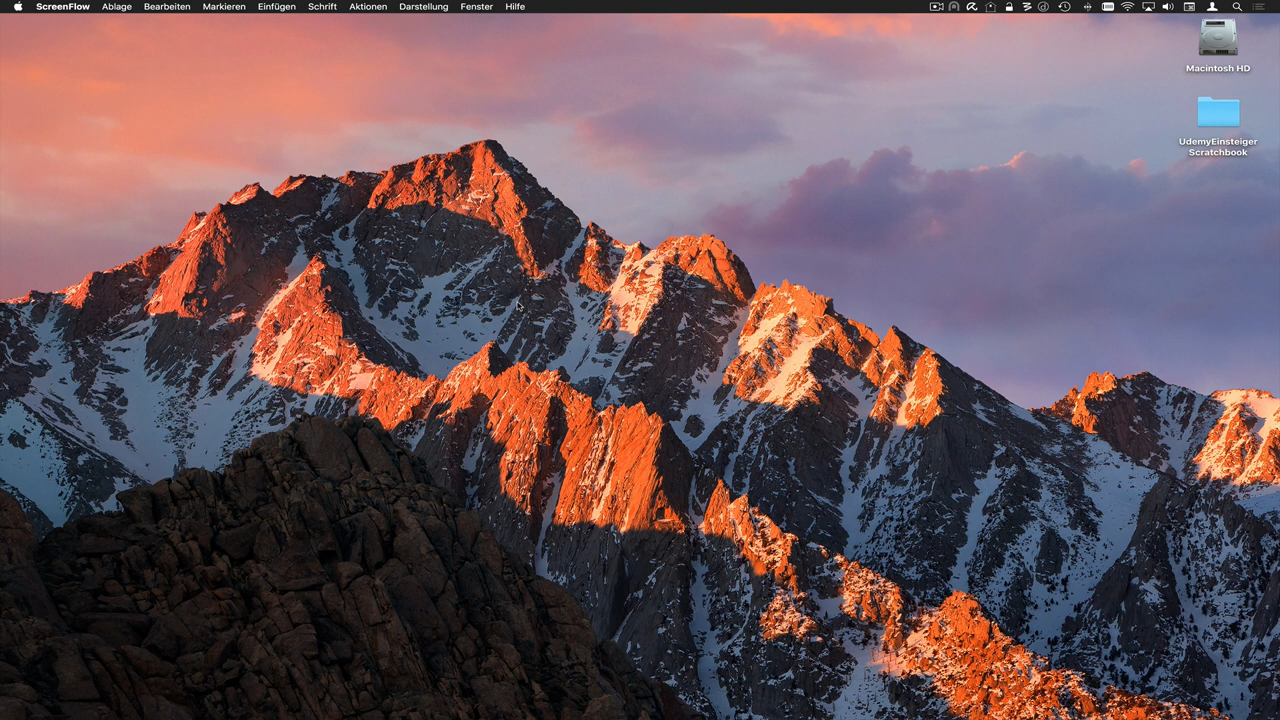 ScreenFlow Ablage Bearbeiten Markieren Einfügen Schrift Aktionen Darstellung Fenster Hilfe
Macintosh HD
UdemyEinsteiger
Scratchbook